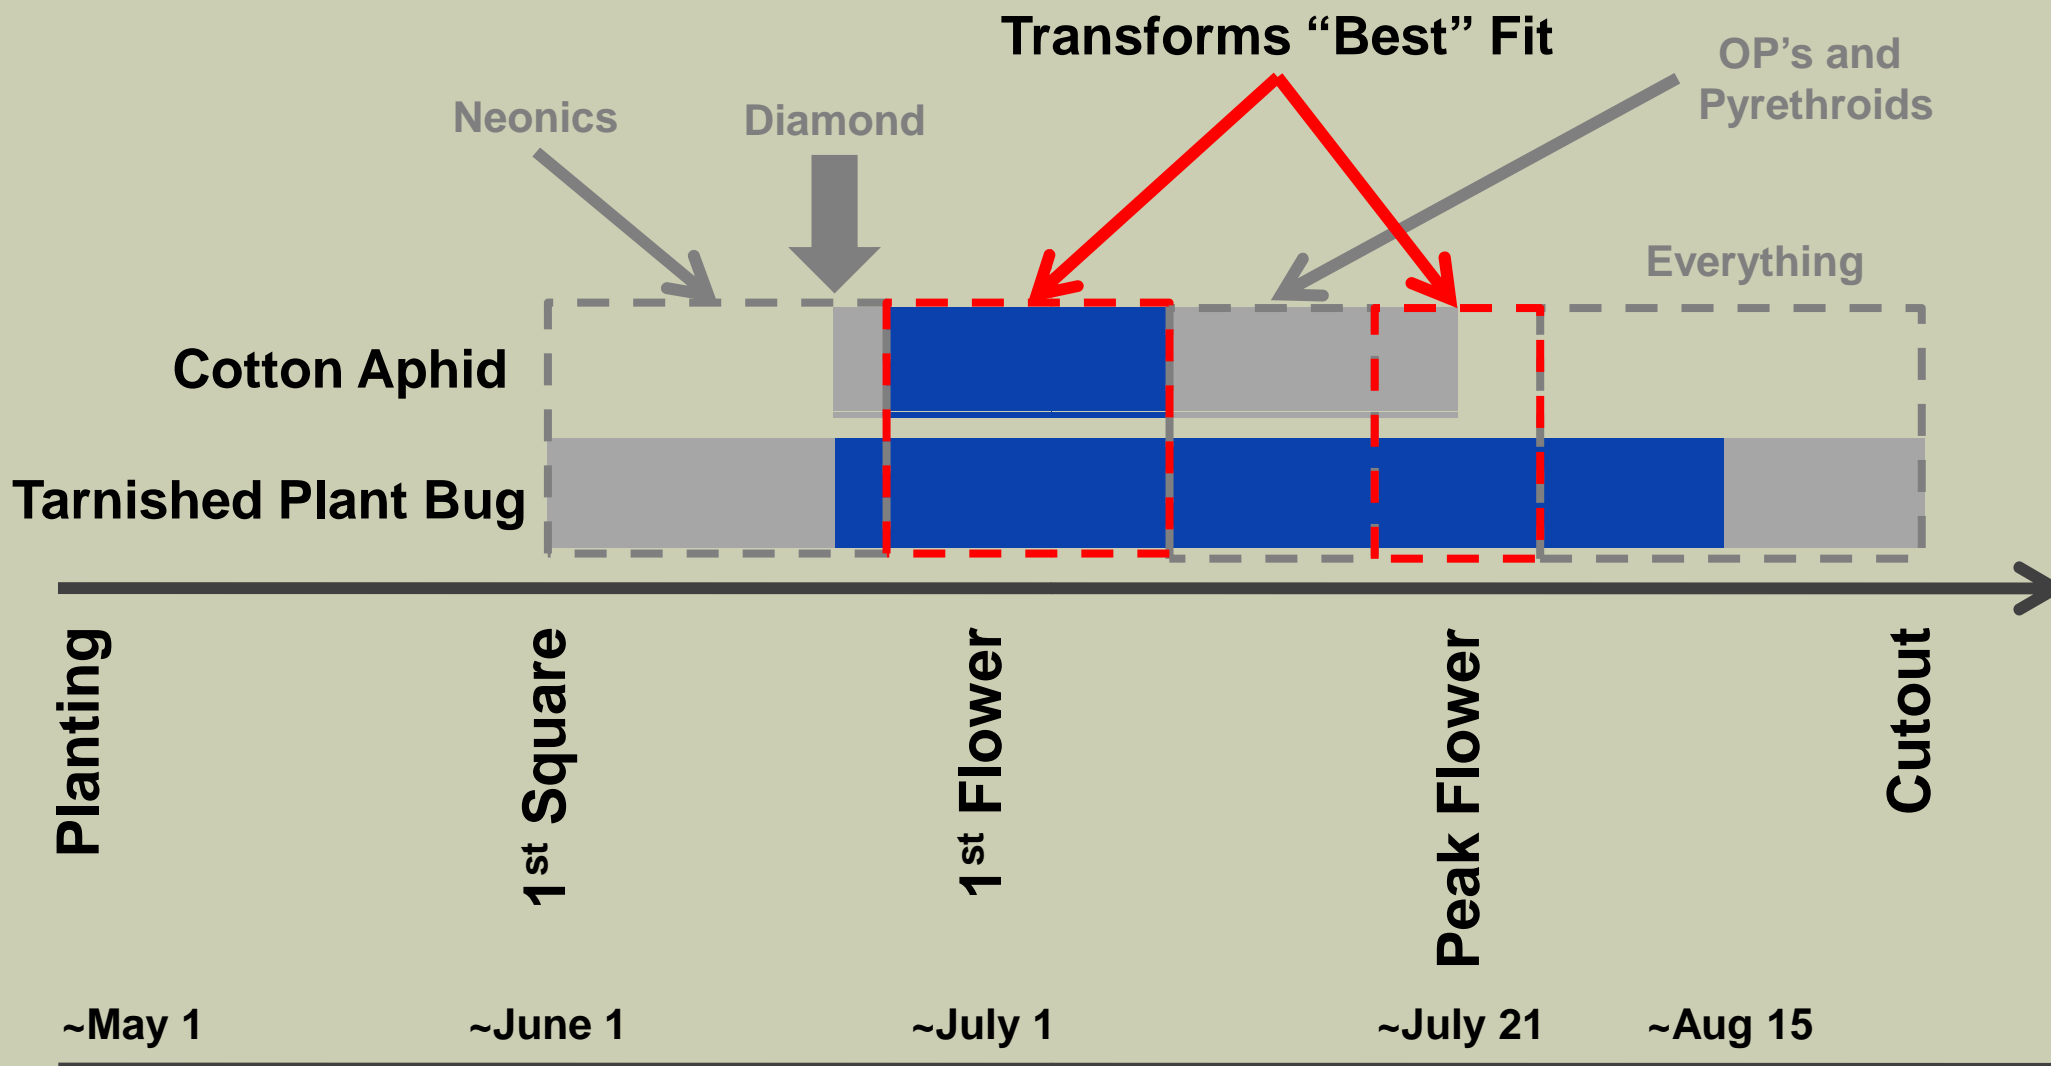 Transforms “Best” Fit
OP’s and
Pyrethroids
Neonics
Diamond
Everything
Cotton Aphid
Tarnished Plant Bug
Planting
1st Square
1st Flower
Peak Flower
Cutout
~May 1
~June 1
~July 1
~July 21
~Aug 15